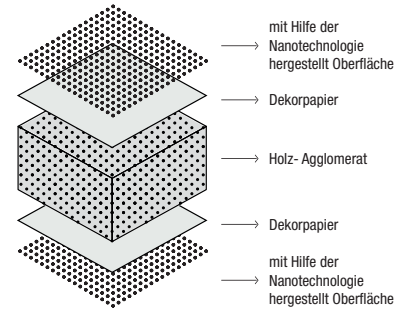 mit Hilfe der
Nanotechnologie
hergestellt Oberfläche
Dekorpapier
Holz- Agglomerat
Dekorpapier
mit Hilfe der
Nanotechnologie
hergestellt Oberfläche